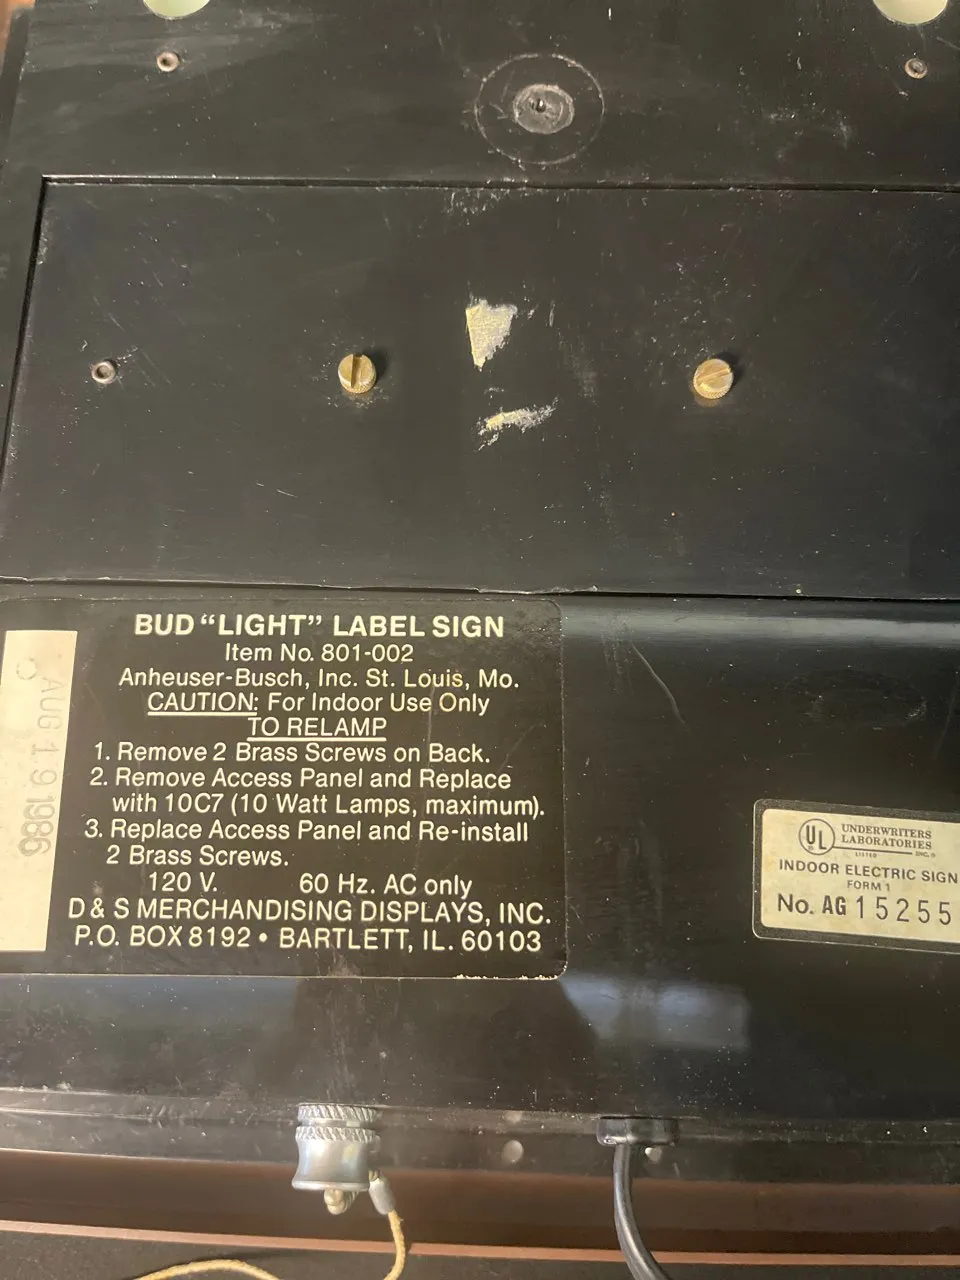 BUD “LIGHT” LABEL SIGN
Item No. 801-002
Anheuser-Busch, Inc. St. Louis, Mo.
CAUTION: For Indoor Use Only
TO RELAMP
1. Remove 2 Brass Screws on Back.
2. Remove Access Panel and Replace
with 10C7 (10 Watt Lamps, maximum).
3. Replace Access Panel and Re-install
2 Brass Screws.
120 V. 60 Hz. AC only
D & S MERCHANDISING DISPLAYS, INC.
P.O. BOX 8192 • BARTLETT, IL. 60103
AUG 19 1986
UL
UNDERWRITERS
LABORATORIES
LISTED INC. ®
INDOOR ELECTRIC SIGN
FORM 1
No. AG 15255